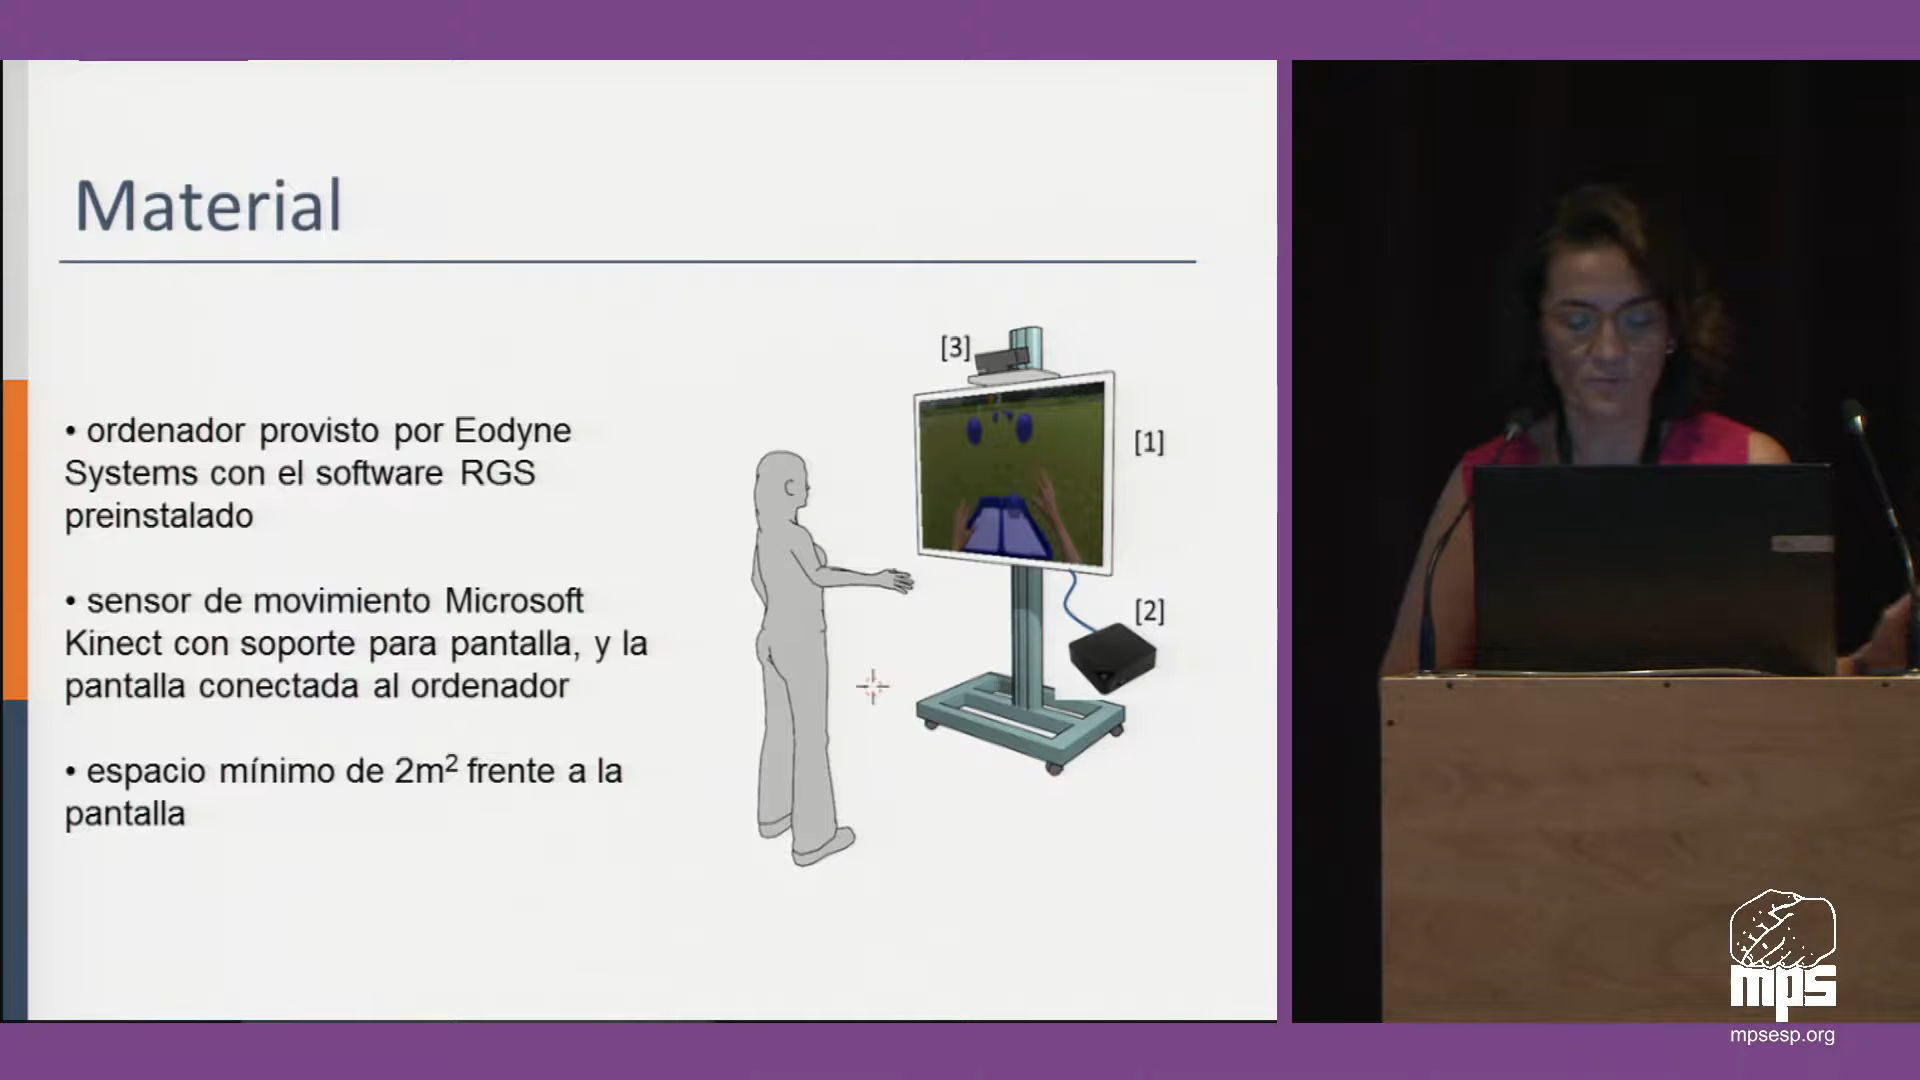 Material
• ordenador provisto por Eodyne
Systems con el software RGS
preinstalado
• sensor de movimiento Microsoft
Kinect con soporte para pantalla, y la
pantalla conectada al ordenador
• espacio mínimo de 2m² frente a la
pantalla
[3]
[1]
[2]
mps
mpsesp.org